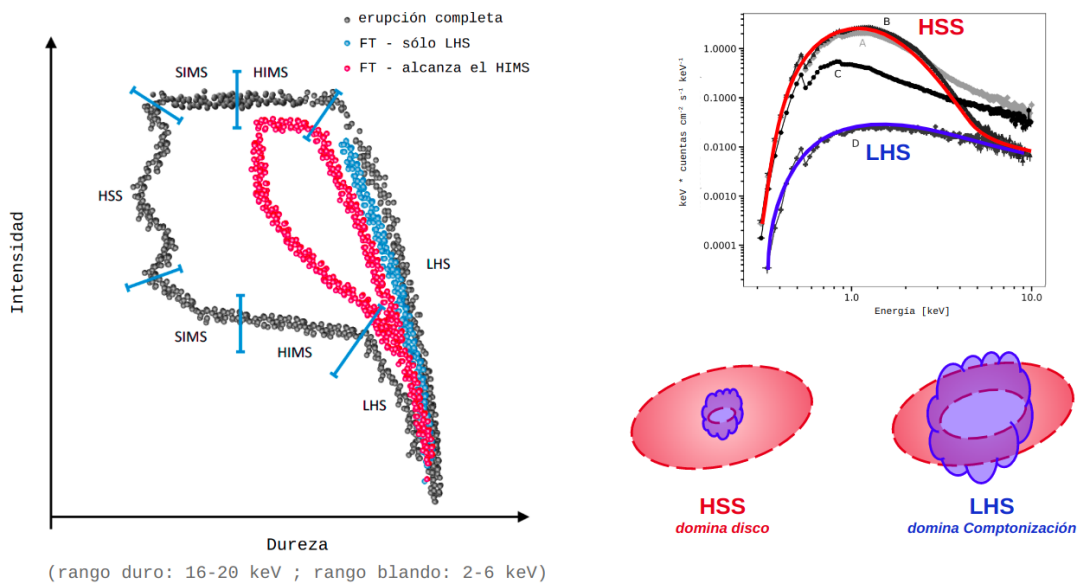 erupción completa
FT - sólo LHS
FT - alcanza el HIMS
SIMS
HIMS
HSS
LHS
SIMS
HIMS
LHS
Intensidad
Dureza
(rango duro: 16-20 keV ; rango blando: 2-6 keV)
HSS
LHS
A
B
C
D
keV * cuentas cm⁻² s⁻¹ keV⁻¹
1.0000
0.1000
0.0100
0.0010
0.0001
1.0
10.0
Energía [keV]
HSS
domina disco
LHS
domina Comptonización